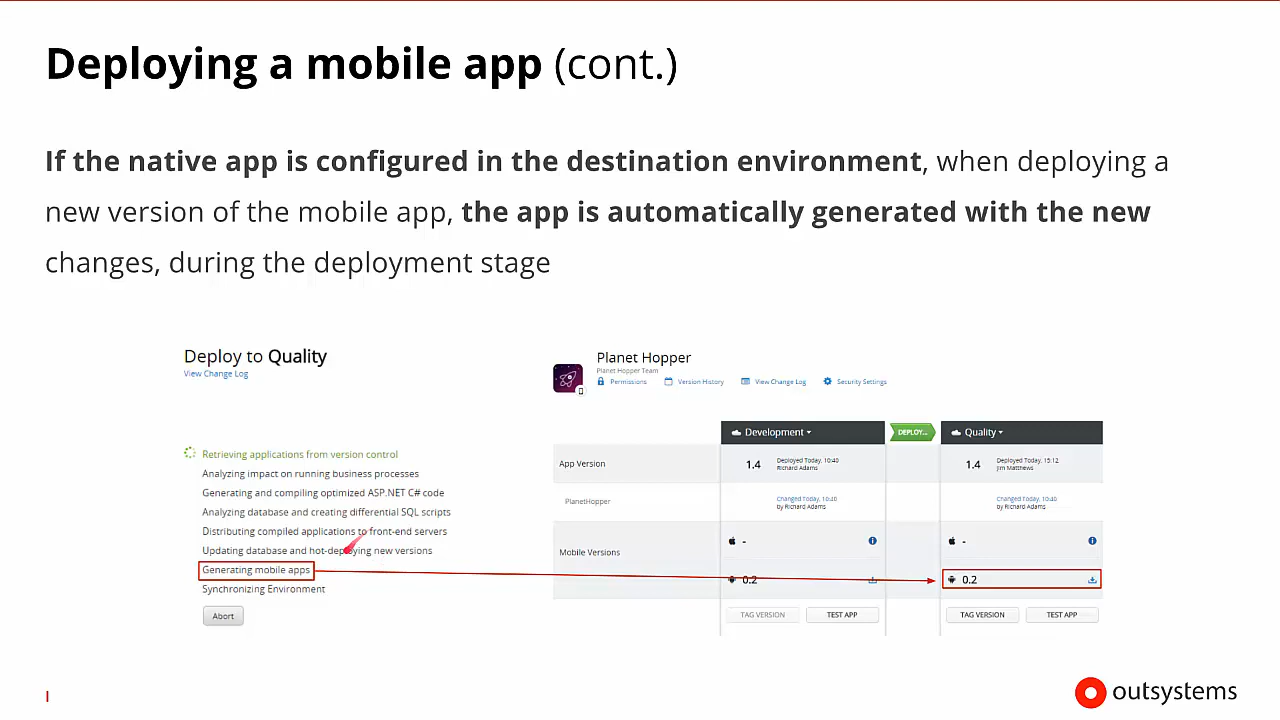 Deploying a mobile app (cont.)
If the native app is configured in the destination environment, when deploying a
new version of the mobile app, the app is automatically generated with the new
changes, during the deployment stage
Deploy to Quality
View Change Log
Retrieving applications from version control
Analyzing impact on running business processes
Generating and compiling optimized ASP.NET C# code
Analyzing database and creating differential SQL scripts
Distributing compiled applications to front-end servers
Updating database and hot-deploying new versions
Generating mobile apps
Synchronizing Environment
Abort
Planet Hopper
Planet Hopper Team
Permissions Version History View Change Log Security Settings
Development DEPLOY... Quality
App Version 1.4 Deployed Today, 10:40 1.4 Deployed Today, 15:12
Richard Adams Jim Matthews
PlanetHopper Changed Today, 10:40 Changed Today, 10:40
by Richard Adams by Richard Adams
- -
Mobile Versions
0.2 0.2
TAG VERSION TEST APP TAG VERSION TEST APP
outsystems